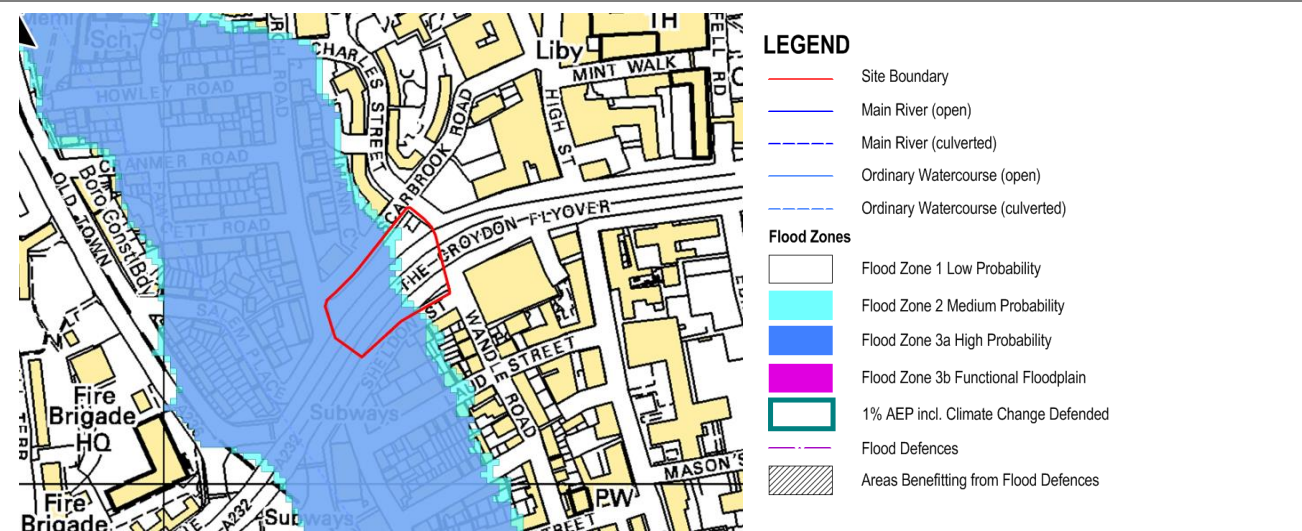 Sch
HOWLEY ROAD
ROAD
CRANMER ROAD
OLD TOWN
Boro Const Bdy
SALEM PLACE
Fire
Brigade
HQ
Fire
Brigade
A232
A232
Subways
Subways
SHELDON ST
CHARLES STREET
Liby
TH
MINT WALK
HIGH ST
CARBROOK ROAD
THE CROYDON FLYOVER
WANDLE ROAD
STREET
MASON'S
PW
STREET
LEGEND
Site Boundary
Main River (open)
Main River (culverted)
Ordinary Watercourse (open)
Ordinary Watercourse (culverted)
Flood Zones
Flood Zone 1 Low Probability
Flood Zone 2 Medium Probability
Flood Zone 3a High Probability
Flood Zone 3b Functional Floodplain
1% AEP incl. Climate Change Defended
Flood Defences
Areas Benefitting from Flood Defences